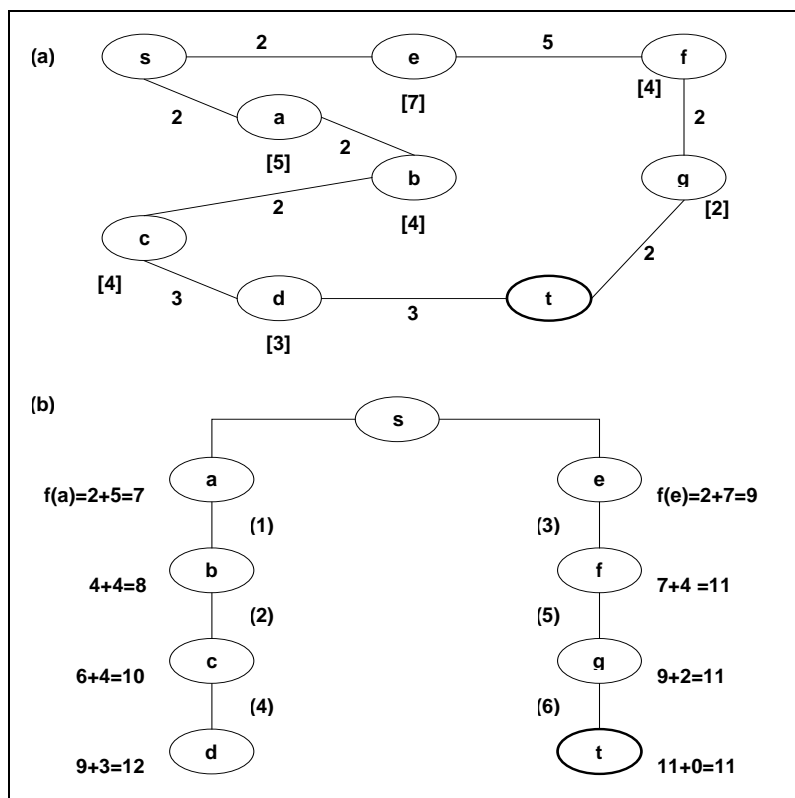 (a) s 2 e 5 f
[7] [4]
2 a 2 2
[5] b g
2 [4] [2]
c 2
[4] 3 d 3 t
[3]
(b) s
f(a)=2+5=7 a e f(e)=2+7=9
(1) (3)
4+4=8 b f 7+4 =11
(2) (5)
6+4=10 c g 9+2=11
(4) (6)
9+3=12 d t 11+0=11